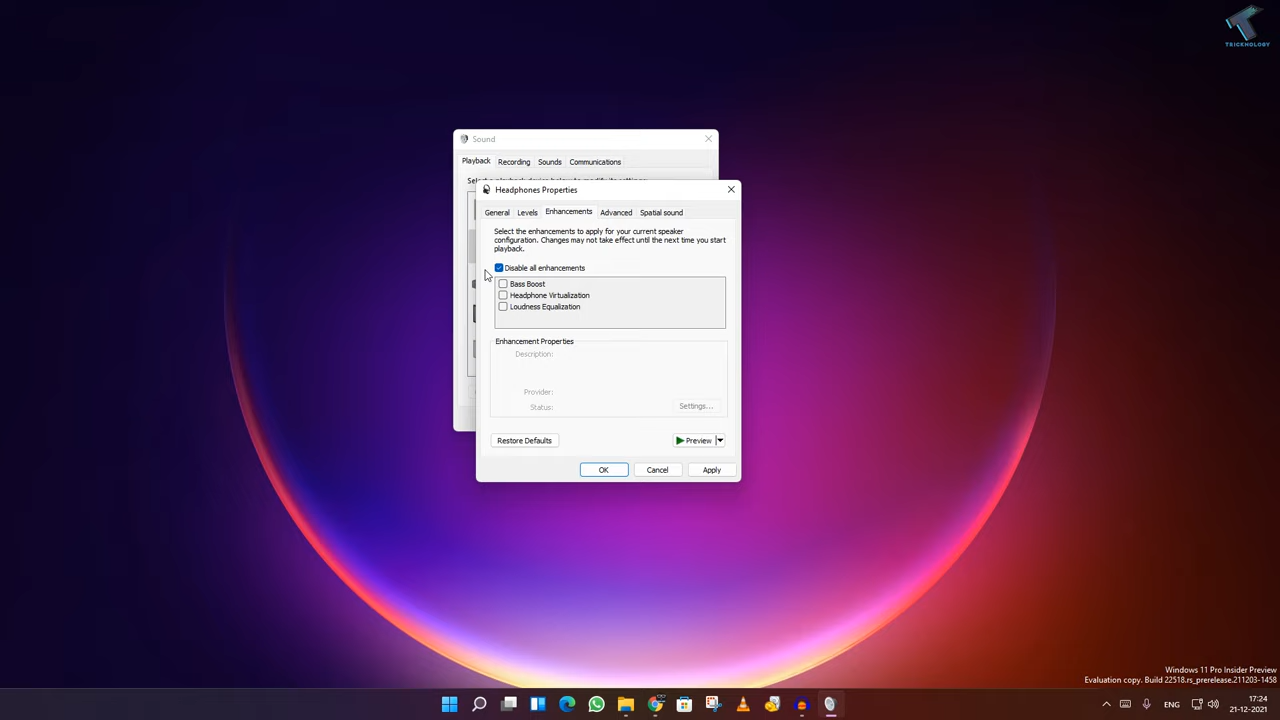 TRICKNOLOGY
Sound
Playback Recording Sounds Communications
Headphones Properties
General Levels Enhancements Advanced Spatial sound
Select the enhancements to apply for your current speaker
configuration. Changes may not take effect until the next time you start
playback.
Disable all enhancements
Bass Boost
Headphone Virtualization
Loudness Equalization
Enhancement Properties
Description:
Provider:
Status:
Settings...
Restore Defaults
Preview
OK Cancel Apply
Windows 11 Pro Insider Preview
Evaluation copy. Build 22518.rs_prerelease.211203-1458
ENG
17:24
21-12-2021